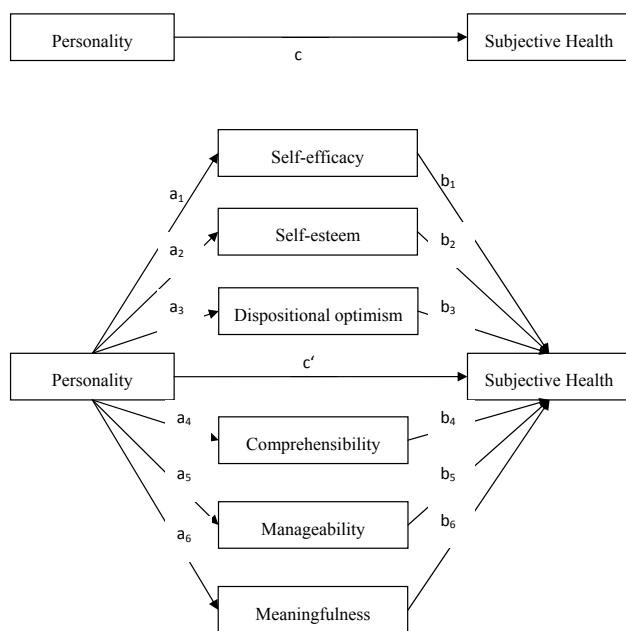 Personality
Subjective Health
c
Self-efficacy
a₁
b₁
Self-esteem
a₂
b₂
Dispositional optimism
a₃
b₃
Personality
c‘
Subjective Health
a₄
Comprehensibility
b₄
a₅
Manageability
b₅
a₆
Meaningfulness
b₆